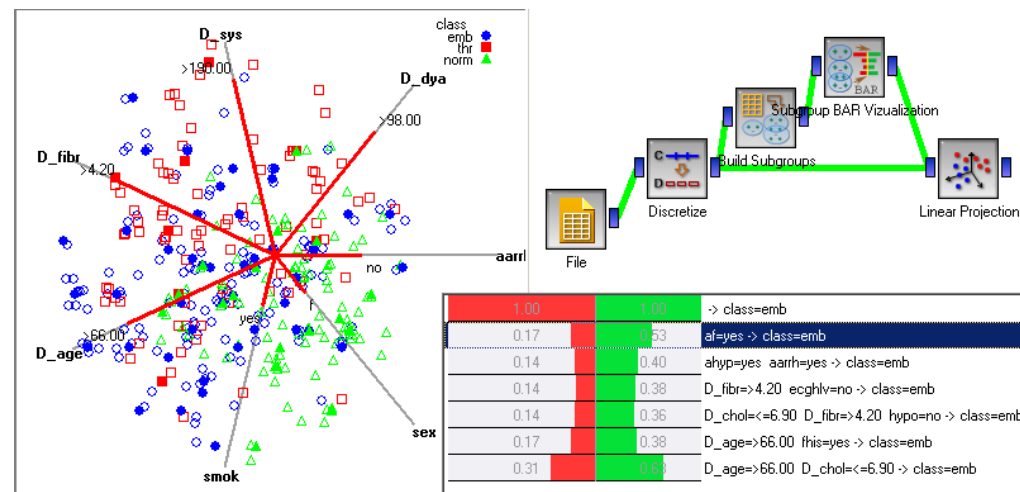 class
emb
thr
norm
D_sys
>190.00
D_dya
>98.00
D_fibr
>4.20
no
yes
>66.00
D_age
smok
sex
BAR
Subgroup BAR Vizualization
Build Subgroups
C
D
Discretize
File
Linear Projection
1.00 1.00 -> class=emb
0.17 0.53 af=yes -> class=emb
0.14 0.40 ahyp=yes aarrh=yes -> class=emb
0.14 0.38 D_fibr=>4.20 ecghlv=no -> class=emb
0.14 0.36 D_chol=<=6.90 D_fibr=>4.20 hypo=no -> class=emb
0.17 0.38 D_age=>66.00 fhis=yes -> class=emb
0.31 0.63 D_age=>66.00 D_chol=<=6.90 -> class=emb